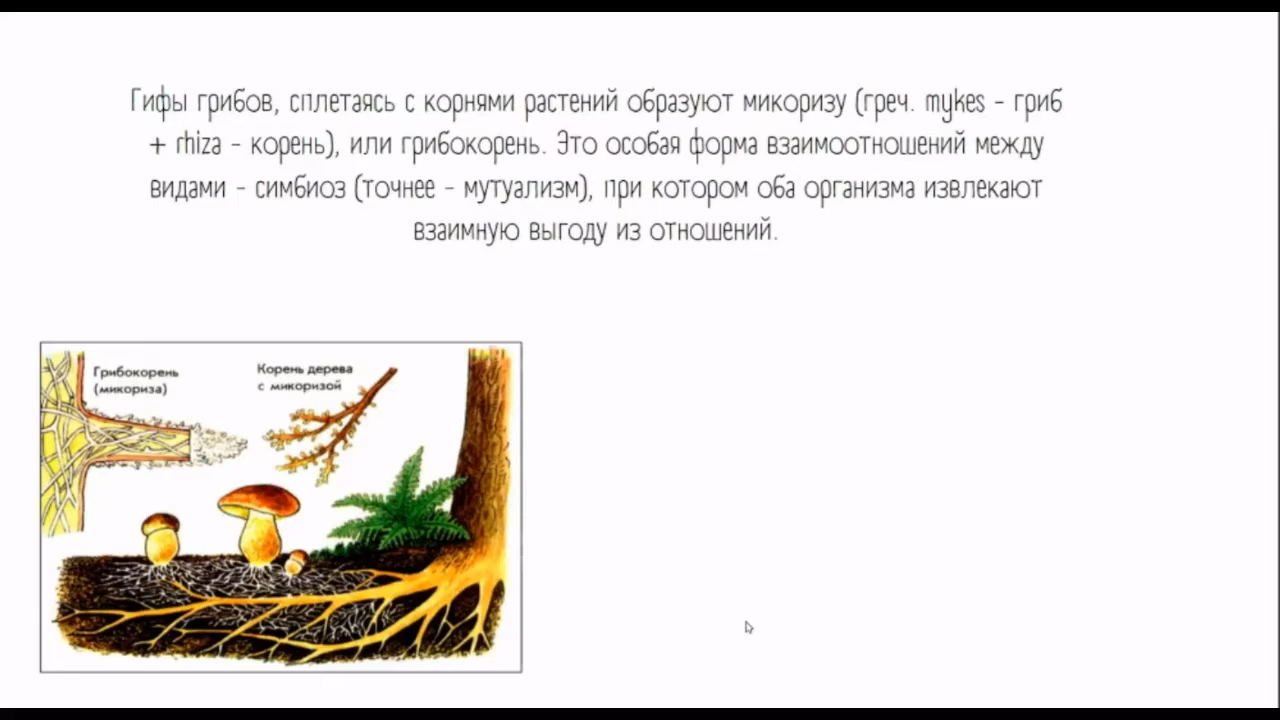 Гифы грибов, сплетаясь с корнями растений образуют микоризу (греч. mykes - гриб
+ rhiza - корень), или грибокорень. Это особая форма взаимоотношений между
видами - симбиоз (точнее - мутуализм), при котором оба организма извлекают
взаимную выгоду из отношений.
Грибокорень
(микориза)
Корень дерева
с микоризой